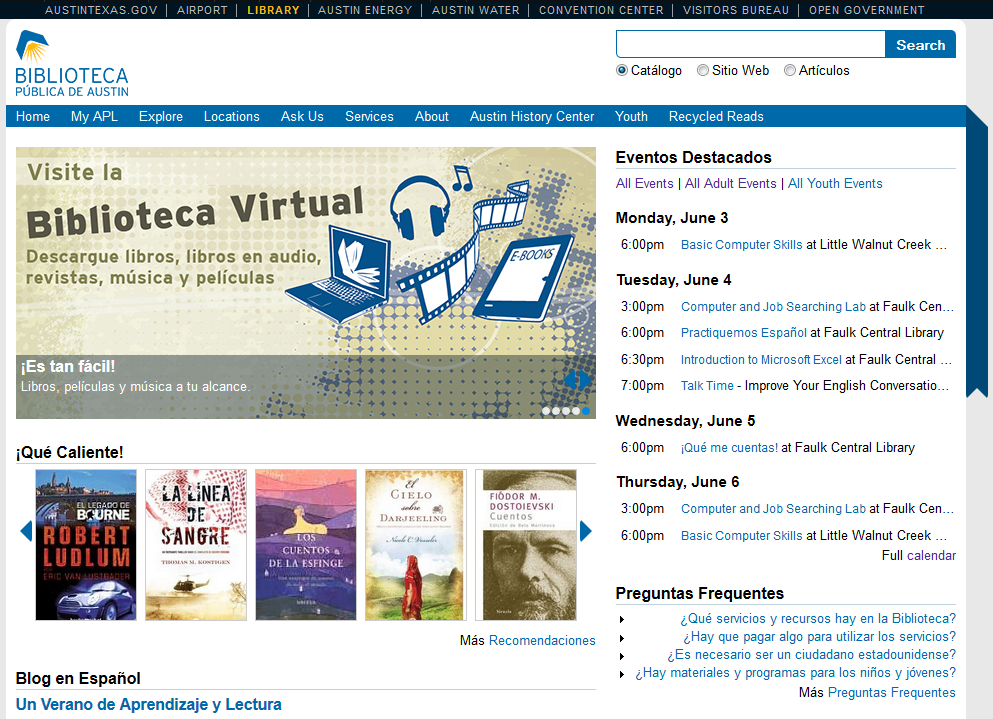 AUSTINTEXAS.GOV | AIRPORT | LIBRARY | AUSTIN ENERGY | AUSTIN WATER | CONVENTION CENTER | VISITORS BUREAU | OPEN GOVERNMENT
BIBLIOTECA
PÚBLICA DE AUSTIN
Search
Catálogo Sitio Web Artículos
Home My APL Explore Locations Ask Us Services About Austin History Center Youth Recycled Reads
Visite la
Biblioteca Virtual
Descargue libros, libros en audio,
revistas, música y películas
E-BOOKS
¡Es tan fácil!
Libros, películas y música a tu alcance.
¡Qué Caliente!
EL LEGADO DE
BOURNE
ROBERT
LUDLUM
ERIC VAN LUSTBADER
LA LÍNEA
DE
SANGRE
THOMAS M. KOSTIGEN
LOS
CUENTOS
DE LA ESFINGE
EL
CIELO
sobre
DARJEELING
Nicole C. Vosseler
FIÓDOR M.
DOSTOIEVSKI
Cuentos
Edición de Bela Martinova
Siruela
Más Recomendaciones
Blog en Español
Un Verano de Aprendizaje y Lectura
Eventos Destacados
All Events | All Adult Events | All Youth Events
Monday, June 3
6:00pm Basic Computer Skills at Little Walnut Creek ...
Tuesday, June 4
3:00pm Computer and Job Searching Lab at Faulk Cen...
6:00pm Practiquemos Español at Faulk Central Library
6:30pm Introduction to Microsoft Excel at Faulk Central ...
7:00pm Talk Time - Improve Your English Conversatio...
Wednesday, June 5
6:00pm ¡Qué me cuentas! at Faulk Central Library
Thursday, June 6
3:00pm Computer and Job Searching Lab at Faulk Cen...
6:00pm Basic Computer Skills at Little Walnut Creek ...
Full calendar
Preguntas Frequentes
¿Qué servicios y recursos hay en la Biblioteca?
¿Hay que pagar algo para utilizar los servicios?
¿Es necesario ser un ciudadano estadounidense?
¿Hay materiales y programas para los niños y jóvenes?
Más Preguntas Frequentes